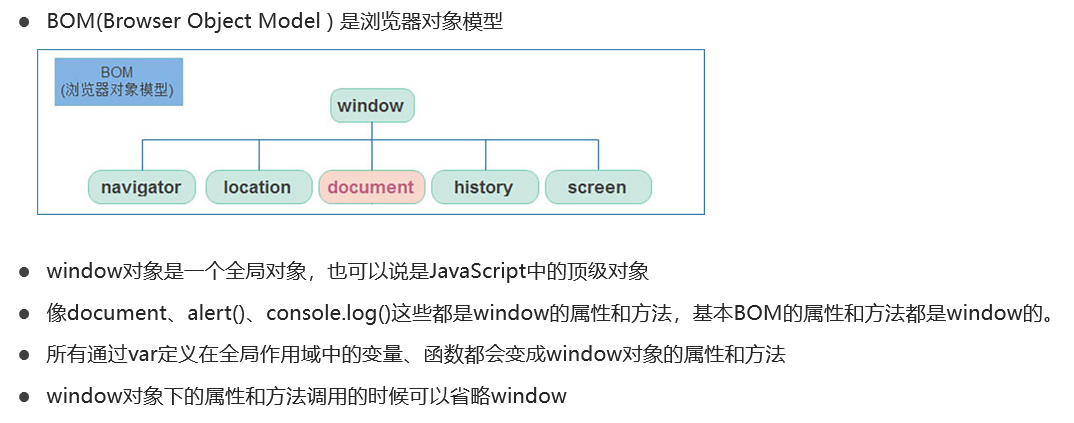 ● BOM(Browser Object Model ) 是浏览器对象模型
BOM
(浏览器对象模型)
window
navigator location document history screen
● window对象是一个全局对象，也可以说是JavaScript中的顶级对象
● 像document、alert()、console.log()这些都是window的属性和方法，基本BOM的属性和方法都是window的。
● 所有通过var定义在全局作用域中的变量、函数都会变成window对象的属性和方法
● window对象下的属性和方法调用的时候可以省略window